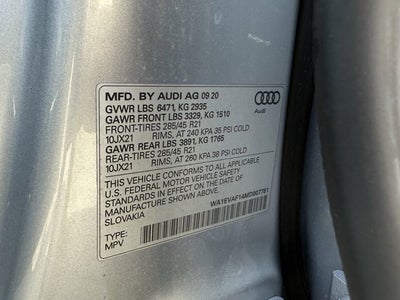 MFD. BY AUDI AG 09 20
GVWR LBS 6471, KG 2935
GAWR FRONT LBS 3329, KG 1510
FRONT-TIRES 285/45 R21
10JX21 RIMS, AT 240 KPA 35 PSI COLD
GAWR REAR LBS 3891, KG 1765
REAR-TIRES 285/45 R21
10JX21 RIMS, AT 260 KPA 38 PSI COLD
THIS VEHICLE CONFORMS TO ALL APPLICABLE
U.S. FEDERAL MOTOR VEHICLE SAFETY
STANDARDS IN EFFECT ON THE DATE OF
MANUFACTURE SHOWN ABOVE.
SLOVAKIA
WA1EVAF14MD007751
TYPE:
MPV
Audi